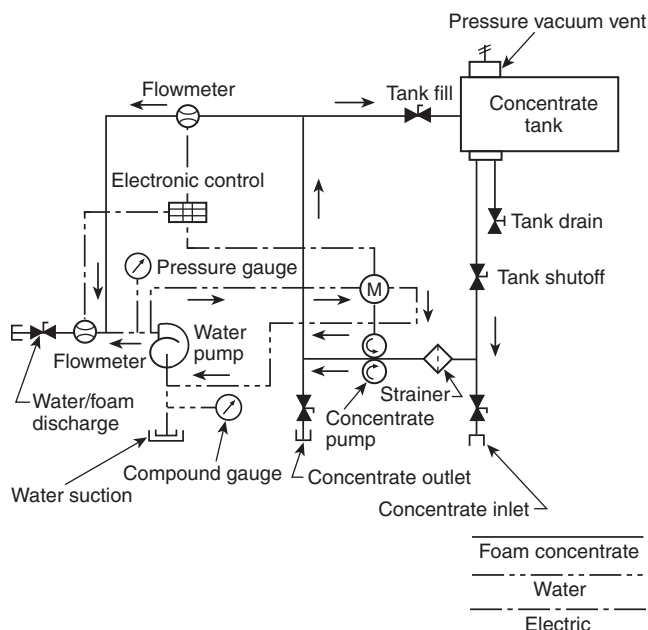 Pressure vacuum vent
Flowmeter
Tank fill
Concentrate
tank
Electronic control
Tank drain
Pressure gauge
Tank shutoff
M
Water
pump
Flowmeter
Strainer
Water/foam
discharge
Concentrate
pump
Compound gauge
Concentrate outlet
Water suction
Concentrate inlet
Foam concentrate
Water
Electric